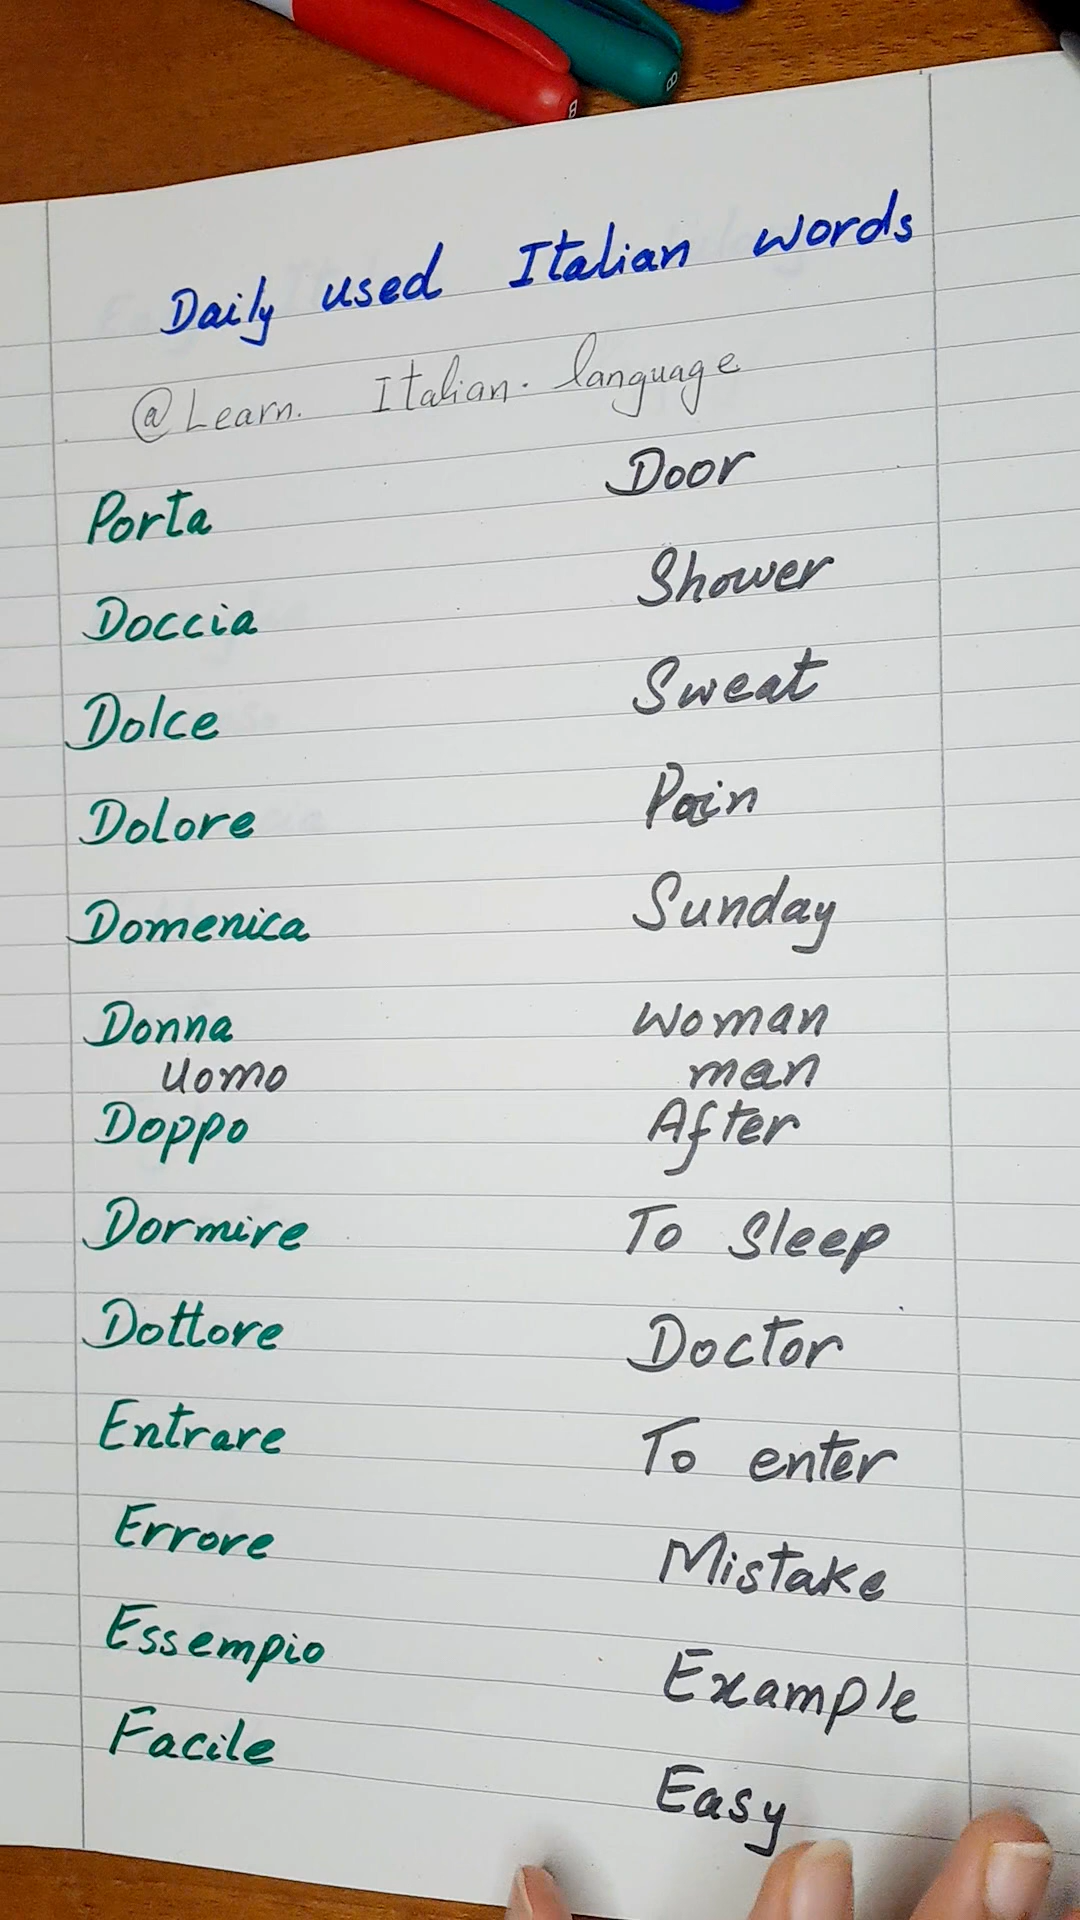 Daily used Italian words
@Learn. Italian. language
Porta Door
Doccia Shower
Dolce Sweat
Dolore Pain
Domenica Sunday
Donna Woman
Uomo man
Doppo After
Dormire To Sleep
Dottore Doctor
Entrare To enter
Errore Mistake
Essempio Example
Facile Easy